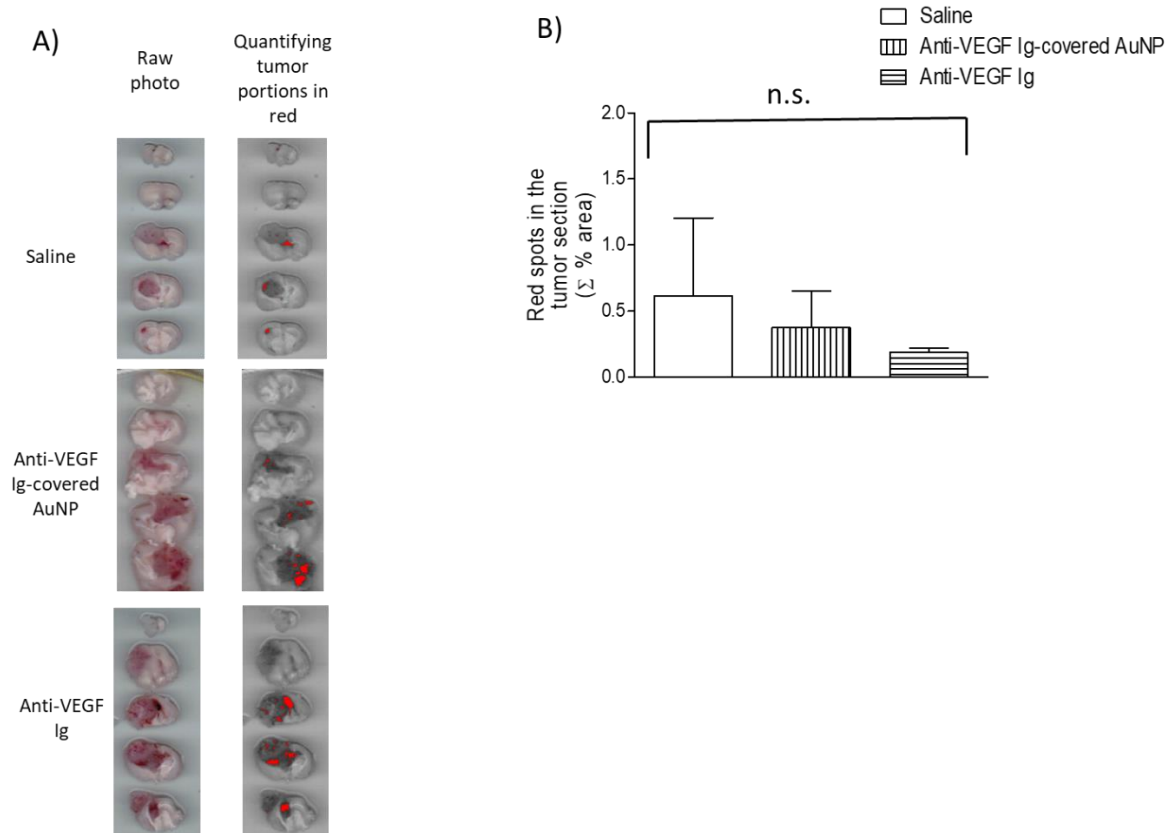 A)
Raw
photo
Quantifying
tumor
portions in
red
Saline
Anti-VEGF
Ig-covered
AuNP
Anti-VEGF
Ig
B)
Saline
Anti-VEGF Ig-covered AuNP
Anti-VEGF Ig
n.s.
2.0
1.5
1.0
0.5
0.0
Red spots in the
tumor section
(Σ % area)